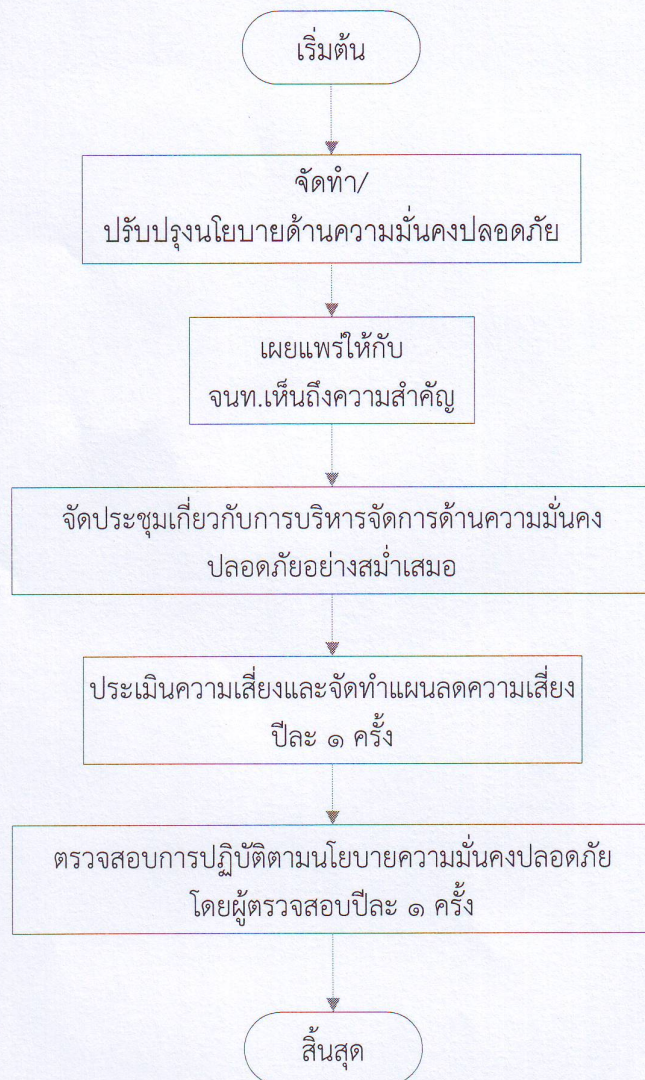 เริ่มต้น
จัดทำ/
ปรับปรุงนโยบายด้านความมั่นคงปลอดภัย
เผยแพร่ให้กับ
จนท.เห็นถึงความสำคัญ
จัดประชุมเกี่ยวกับการบริหารจัดการด้านความมั่นคง
ปลอดภัยอย่างสม่ำเสมอ
ประเมินความเสี่ยงและจัดทำแผนลดความเสี่ยง
ปีละ ๑ ครั้ง
ตรวจสอบการปฏิบัติตามนโยบายความมั่นคงปลอดภัย
โดยผู้ตรวจสอบปีละ ๑ ครั้ง
สิ้นสุด